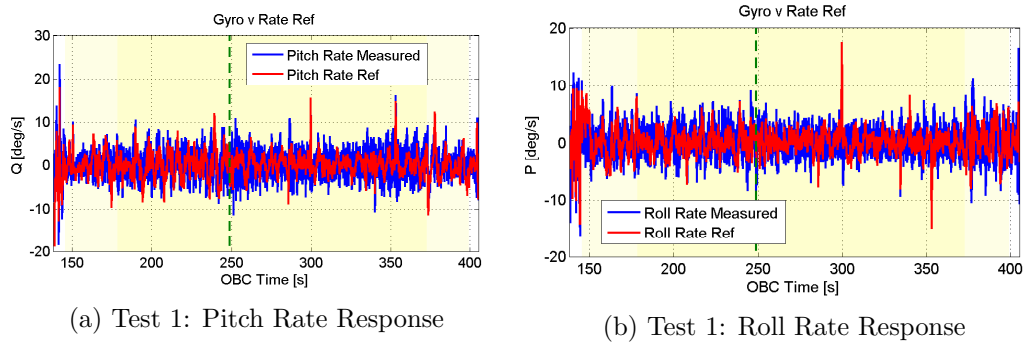 Gyro v Rate Ref
30
20
10
0
-10
-20
Q [deg/s]
Pitch Rate Measured
Pitch Rate Ref
150 200 250 300 350 400
OBC Time [s]
(a) Test 1: Pitch Rate Response
Gyro v Rate Ref
20
10
0
-10
-20
P [deg/s]
Roll Rate Measured
Roll Rate Ref
150 200 250 300 350 400
OBC Time [s]
(b) Test 1: Roll Rate Response